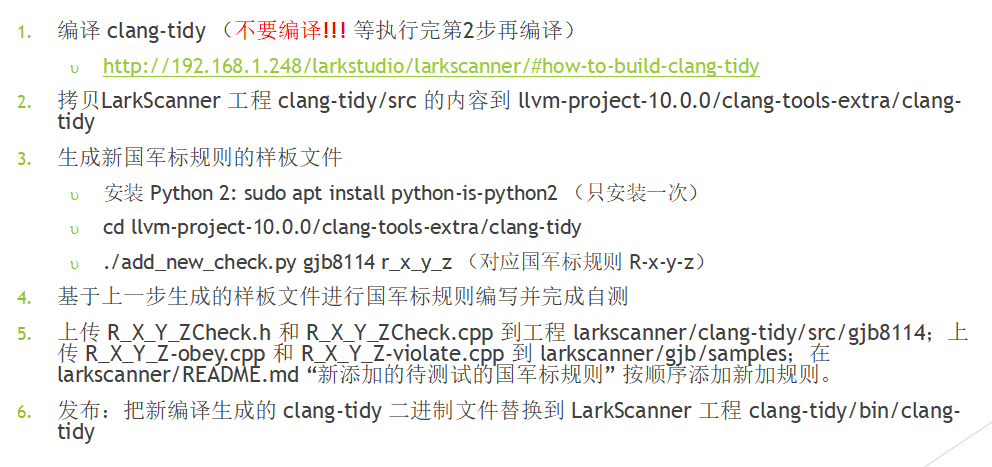 1. 编译 clang-tidy （不要编译!!! 等执行完第2步再编译）
υ http://192.168.1.248/larkstudio/larkscanner/#how-to-build-clang-tidy
2. 拷贝LarkScanner 工程 clang-tidy/src 的内容到 llvm-project-10.0.0/clang-tools-extra/clang-
tidy
3. 生成新国军标规则的样板文件
υ 安装 Python 2: sudo apt install python-is-python2 （只安装一次）
υ cd llvm-project-10.0.0/clang-tools-extra/clang-tidy
υ ./add_new_check.py gjb8114 r_x_y_z （对应国军标规则 R-x-y-z）
4. 基于上一步生成的样板文件进行国军标规则编写并完成自测
5. 上传 R_X_Y_ZCheck.h 和 R_X_Y_ZCheck.cpp 到工程 larkscanner/clang-tidy/src/gjb8114；上
传 R_X_Y_Z-obey.cpp 和 R_X_Y_Z-violate.cpp 到 larkscanner/gjb/samples；在
larkscanner/README.md “新添加的待测试的国军标规则” 按顺序添加新加规则。
6. 发布：把新编译生成的 clang-tidy 二进制文件替换到 LarkScanner 工程 clang-tidy/bin/clang-
tidy